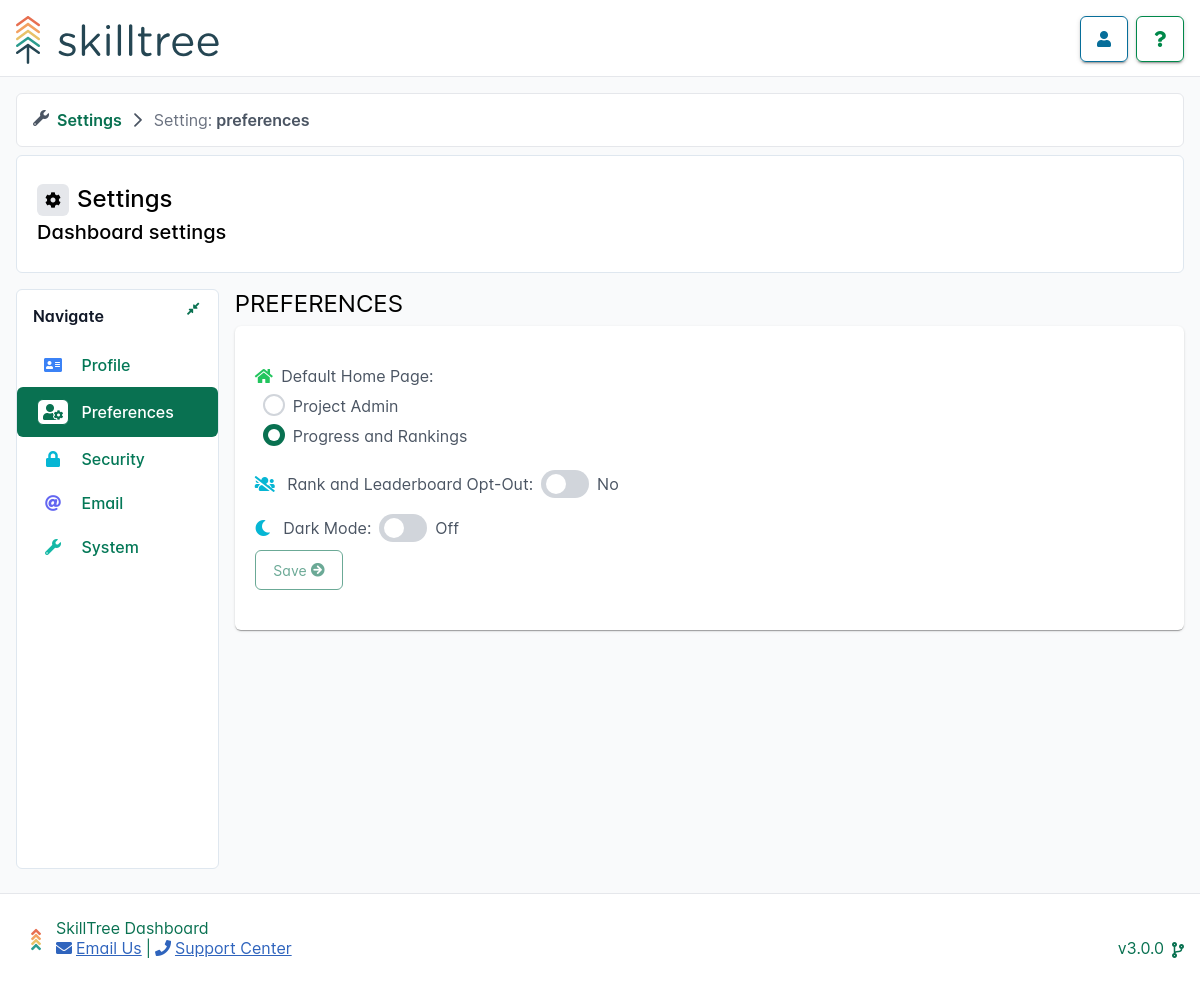 skilltree
?
Settings > Setting: preferences
Settings
Dashboard settings
Navigate
Profile
Preferences
Security
@ Email
System
PREFERENCES
Default Home Page:
Project Admin
Progress and Rankings
Rank and Leaderboard Opt-Out: No
Dark Mode: Off
Save
SkillTree Dashboard
Email Us | Support Center
v3.0.0